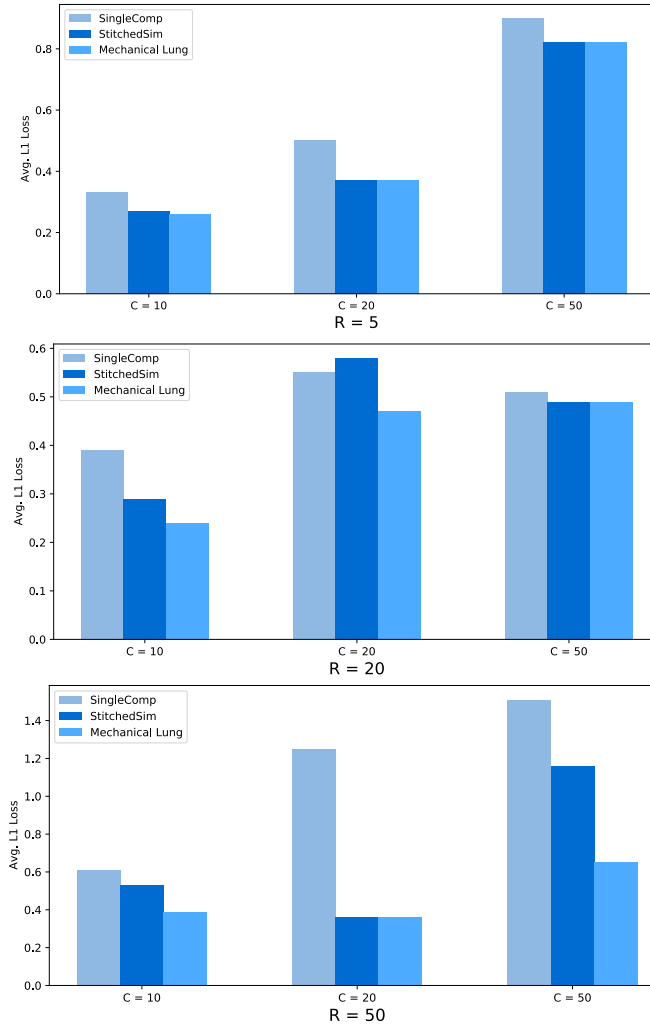 SingleComp
StitchedSim
Mechanical Lung
Avg. L1 Loss
0.8
0.6
0.4
0.2
0.0
C = 10
C = 20
C = 50
R = 5
SingleComp
StitchedSim
Mechanical Lung
Avg. L1 Loss
0.6
0.5
0.4
0.3
0.2
0.1
0.0
C = 10
C = 20
C = 50
R = 20
SingleComp
StitchedSim
Mechanical Lung
Avg. L1 Loss
1.4
1.2
1.0
0.8
0.6
0.4
0.2
0.0
C = 10
C = 20
C = 50
R = 50